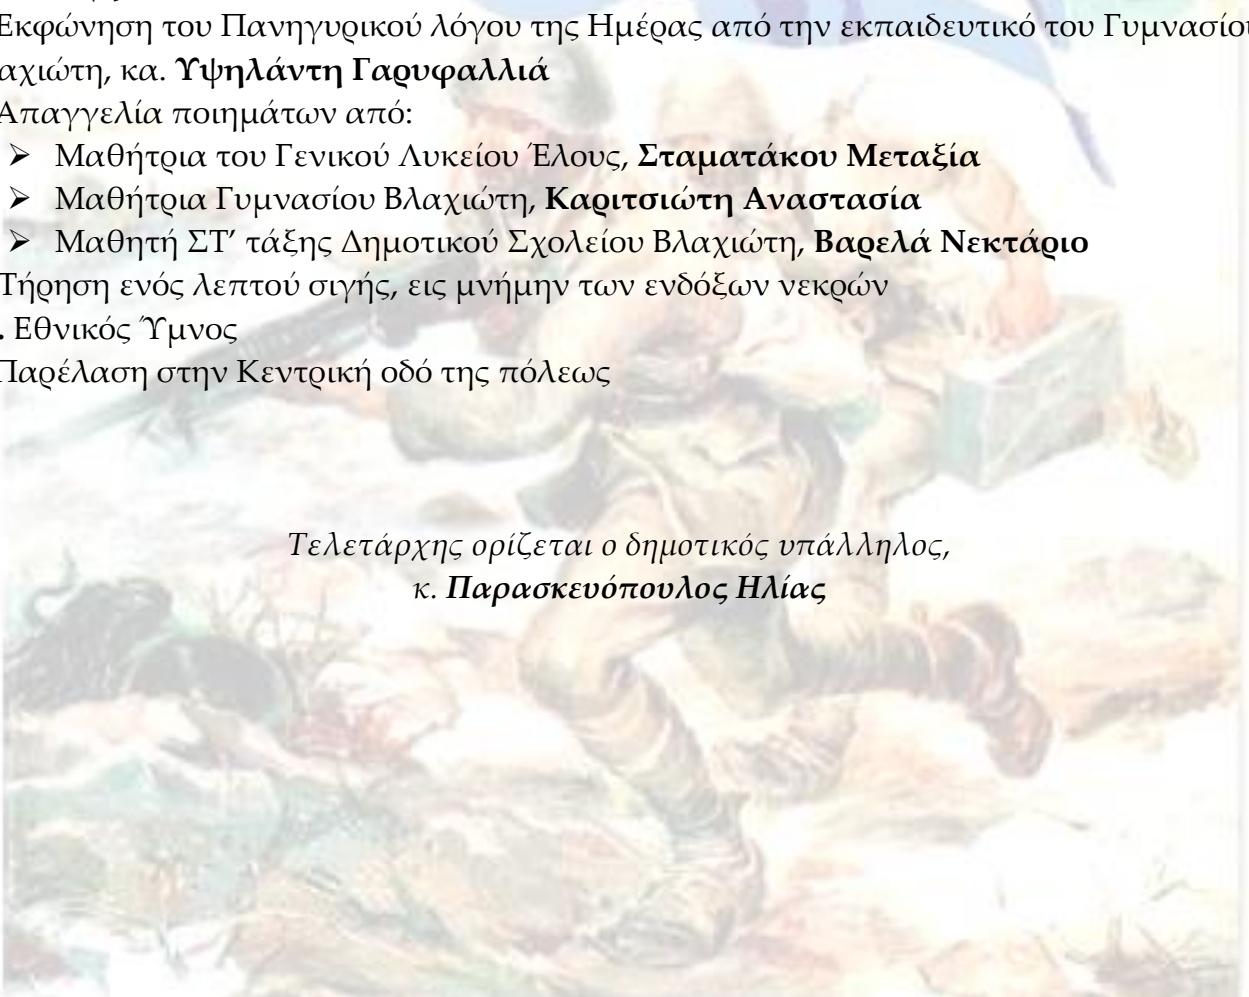 Εκφώνηση του Πανηγυρικού λόγου της Ημέρας από την εκπαιδευτικό του Γυμνασίου
αχιώτη, κα. Υψηλάντη Γαρυφαλλιά
Απαγγελία ποιημάτων από:
➢ Μαθήτρια του Γενικού Λυκείου Έλους, Σταματάκου Μεταξία
➢ Μαθήτρια Γυμνασίου Βλαχιώτη, Καριτσιώτη Αναστασία
➢ Μαθητή ΣΤ’ τάξης Δημοτικού Σχολείου Βλαχιώτη, Βαρελά Νεκτάριο
Τήρηση ενός λεπτού σιγής, εις μνήμην των ενδόξων νεκρών
. Εθνικός Ύμνος
Παρέλαση στην Κεντρική οδό της πόλεως
Τελετάρχης ορίζεται ο δημοτικός υπάλληλος,
κ. Παρασκευόπουλος Ηλίας